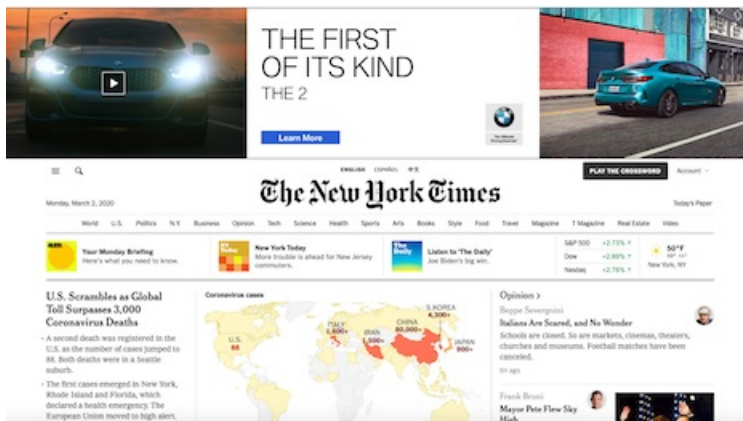 THE FIRST
OF ITS KIND
THE 2
Learn More
BMW
ENGLISH ESPAÑOL 中文
PLAY THE CROSSWORD
Account
The New York Times
Monday, March 2, 2020
Today's Paper
World U.S. Politics N.Y. Business Opinion Tech Science Health Sports Arts Books Style Food Travel Magazine T Magazine Real Estate Video
Your Monday Briefing
Here's what you need to know.
New York Today
More trouble is ahead for New Jersey
commuters.
The
Daily
Listen to 'The Daily'
Joe Biden's big win.
S&P 500 +2.73% ↑
Dow +2.89% ↑
Nasdaq +2.76% ↑
50°F
New York, NY
U.S. Scrambles as Global
Toll Surpasses 3,000
Coronavirus Deaths
• A second death was registered in the
U.S. as the number of cases jumped to
88. Both deaths were in a Seattle
suburb.
• The first cases emerged in New York,
Rhode Island and Florida, which
declared a health emergency. The
European Union moved to high alert.
Coronavirus cases
U.S.
88
ITALY
1,600+
IRAN
1,500+
CHINA
80,000+
S.KOREA
4,300+
JAPAN
900+
Opinion >
Beppe Severgnini
Italians Are Scared, and No Wonder
Schools are closed. So are markets, cinemas, theaters,
churches and museums. Football matches have been
canceled.
6h ago
Frank Bruni
Mayor Pete Flew Sky
High